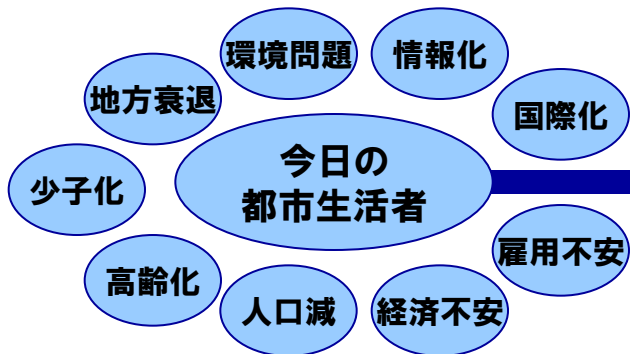 環境問題
情報化
地方衰退
国際化
今日の
都市生活者
少子化
雇用不安
高齢化
人口減
経済不安